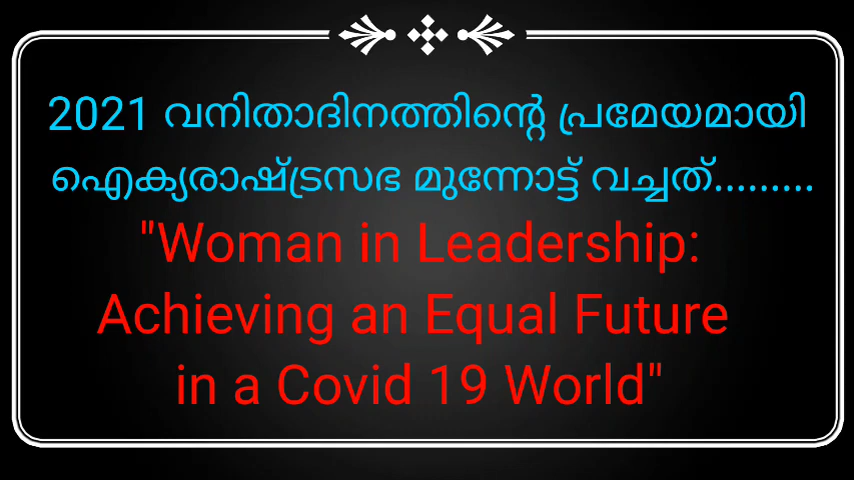 2021 വനിതാദിനത്തിന്റെ പ്രമേയമായി
ഐക്യരാഷ്ട്രസഭ മുന്നോട്ട് വച്ചത്.........
"Woman in Leadership:
Achieving an Equal Future
in a Covid 19 World"